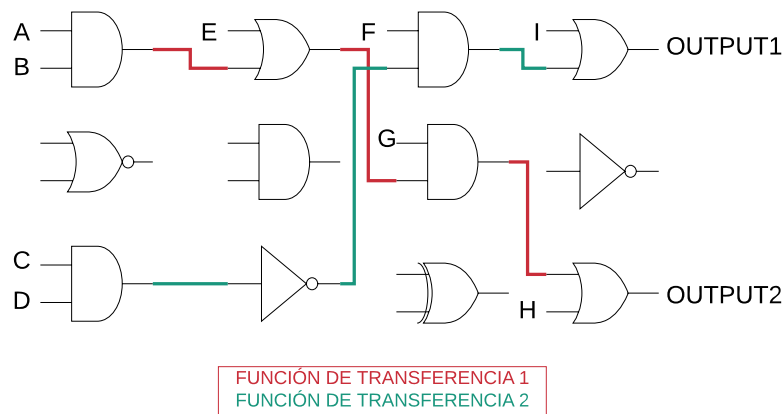 A
B
E
F
I
OUTPUT1
G
C
D
H
OUTPUT2
FUNCIÓN DE TRANSFERENCIA 1
FUNCIÓN DE TRANSFERENCIA 2